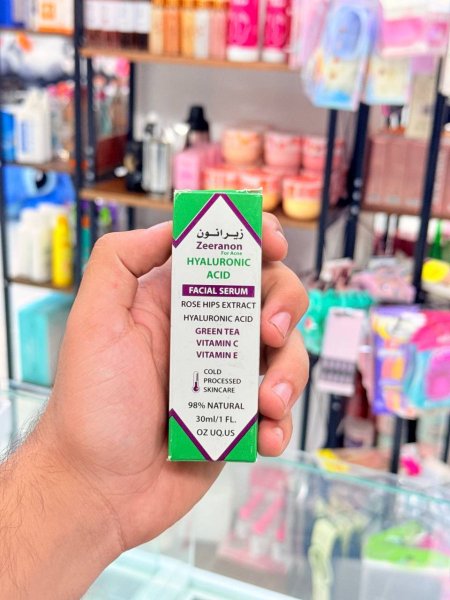 زيرانون
Zeeranon
For Acne
HYALURONIC
ACID
FACIAL SERUM
ROSE HIPS EXTRACT
HYALURONIC ACID
GREEN TEA
VITAMIN C
VITAMIN E
COLD
PROCESSED
SKINCARE
98% NATURAL
30ml/1 FL.
OZ UQ.US